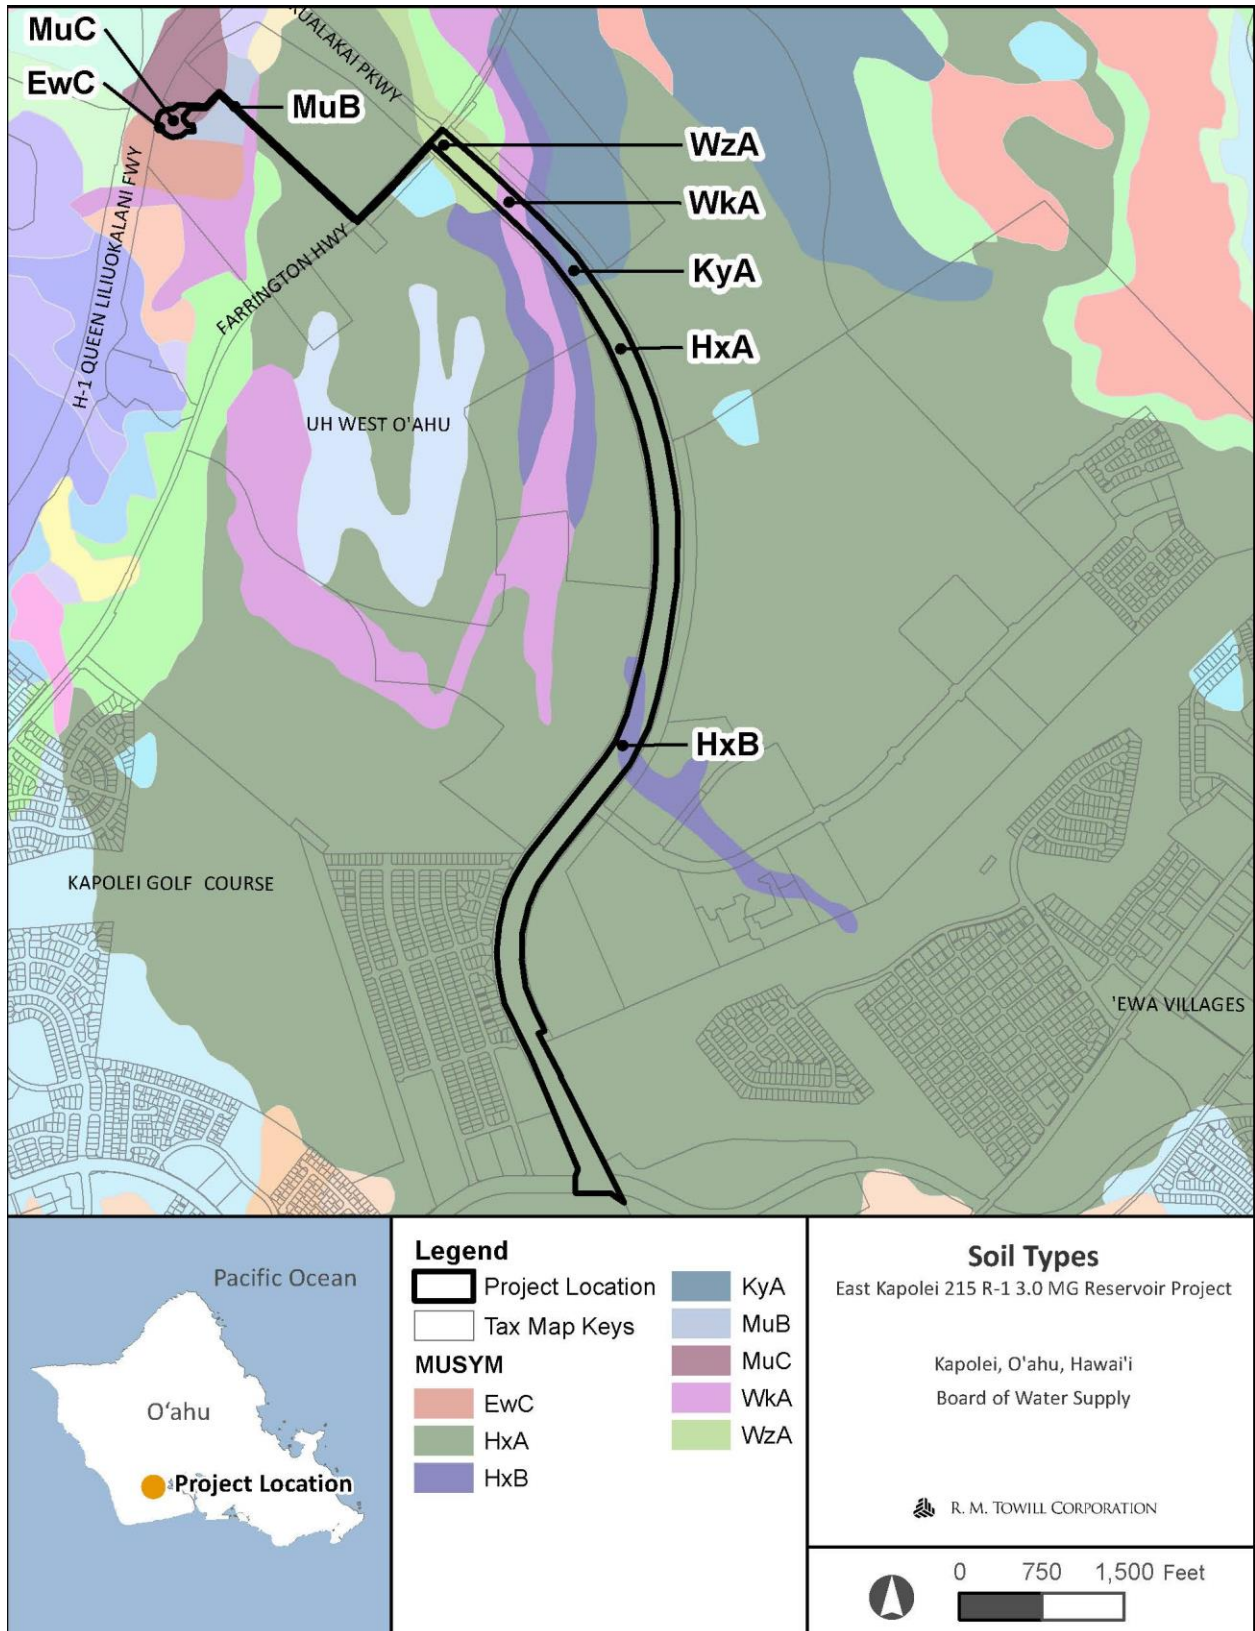 MuC
EwC
MuB
KUALAKAI PKWY
WzA
WkA
KyA
HxA
H-1 QUEEN LILIUOKALANI FWY
FARRINGTON HWY
UH WEST O'AHU
HxB
KAPOLEI GOLF COURSE
'EWA VILLAGES
Pacific Ocean
Oʻahu
Project Location
Legend
Project Location
Tax Map Keys
MUSYM
EwC
HxA
HxB
KyA
MuB
MuC
WkA
WzA
Soil Types
East Kapolei 215 R-1 3.0 MG Reservoir Project
Kapolei, O'ahu, Hawai'i
Board of Water Supply
R. M. TOWILL CORPORATION
0 750 1,500 Feet